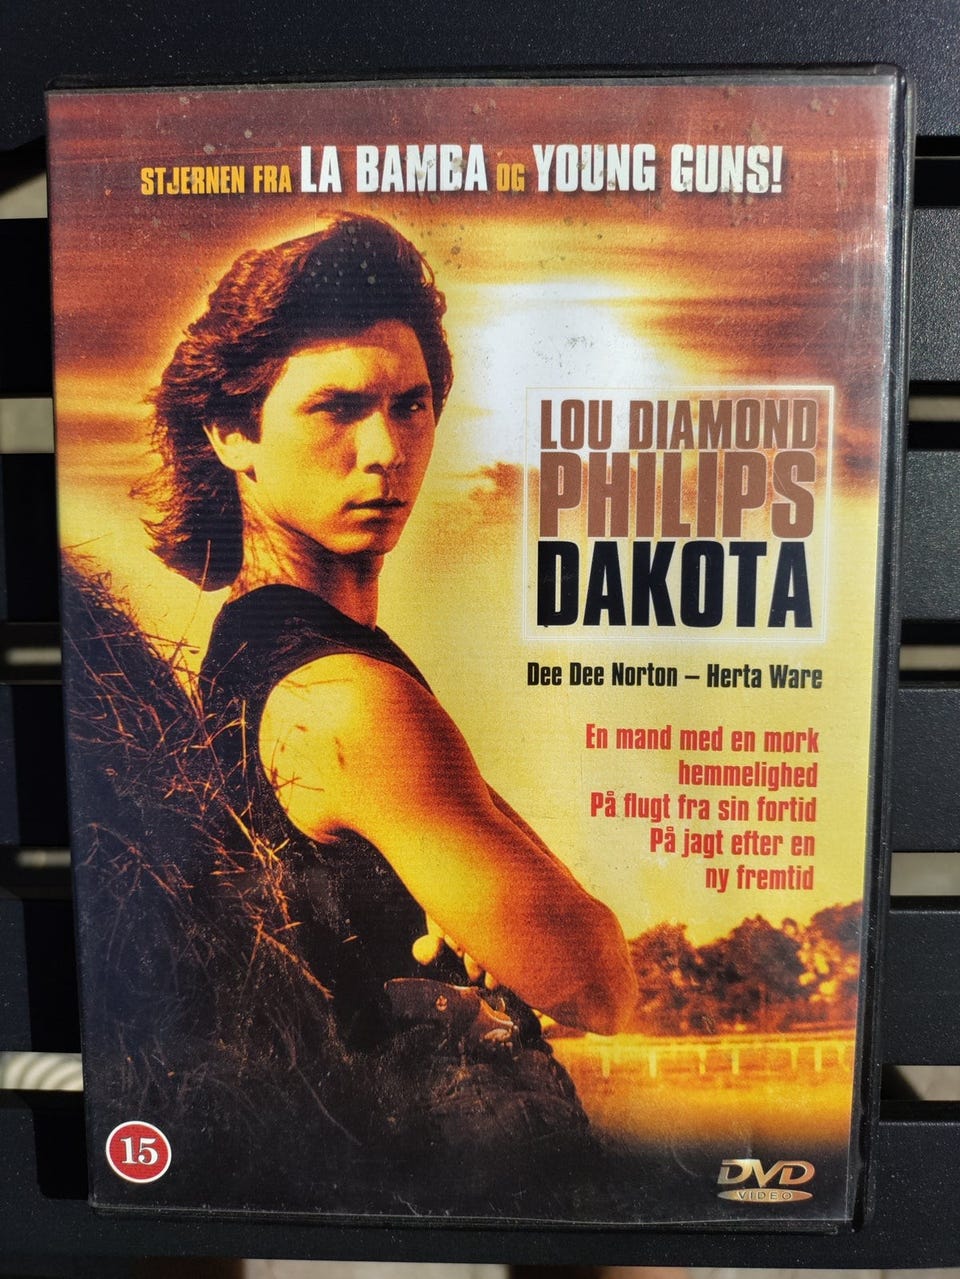 STJERNEN FRA LA BAMBA OG YOUNG GUNS!
LOU DIAMOND
PHILIPS
DAKOTA
Dee Dee Norton – Herta Ware
En mand med en mørk
hemmelighed
På flugt fra sin fortid
På jagt efter en
ny fremtid
15
DVD
VIDEO